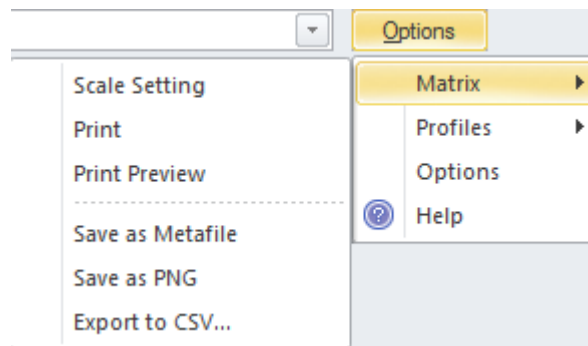 Options
Scale Setting
Print
Print Preview
Save as Metafile
Save as PNG
Export to CSV...
Matrix
Profiles
Options
Help